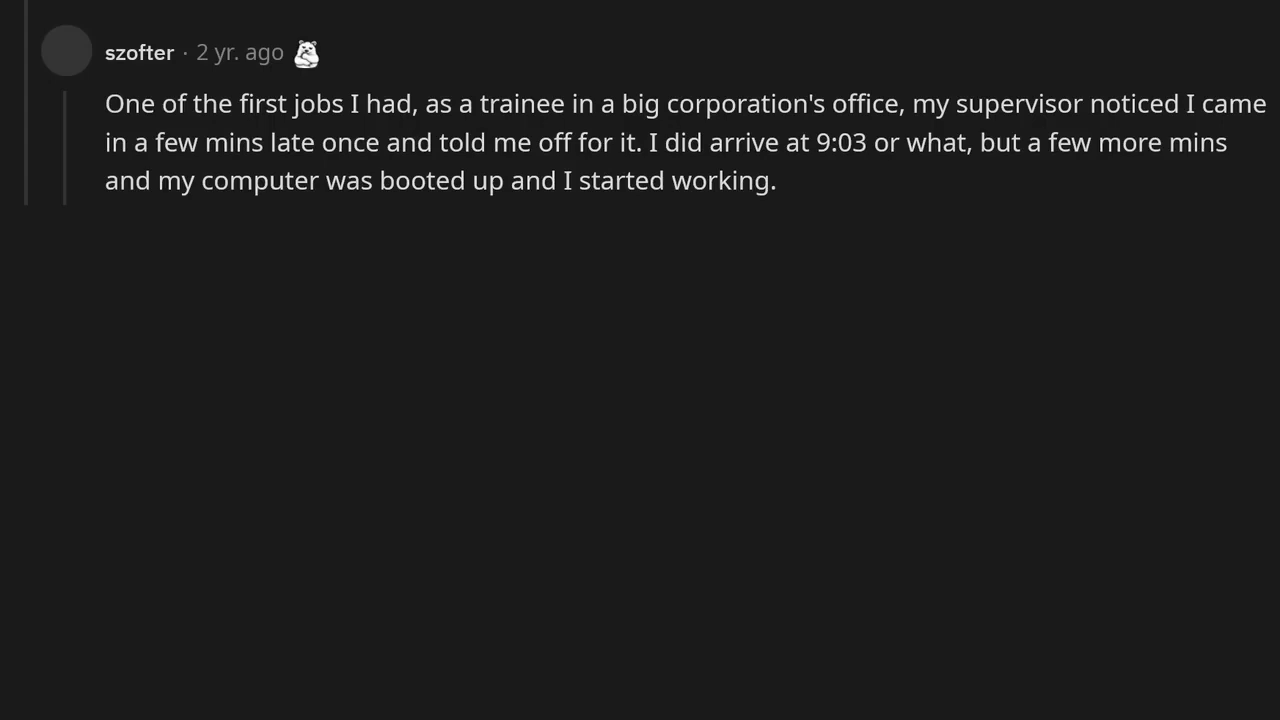 szofter · 2 yr. ago
One of the first jobs I had, as a trainee in a big corporation's office, my supervisor noticed I came
in a few mins late once and told me off for it. I did arrive at 9:03 or what, but a few more mins
and my computer was booted up and I started working.